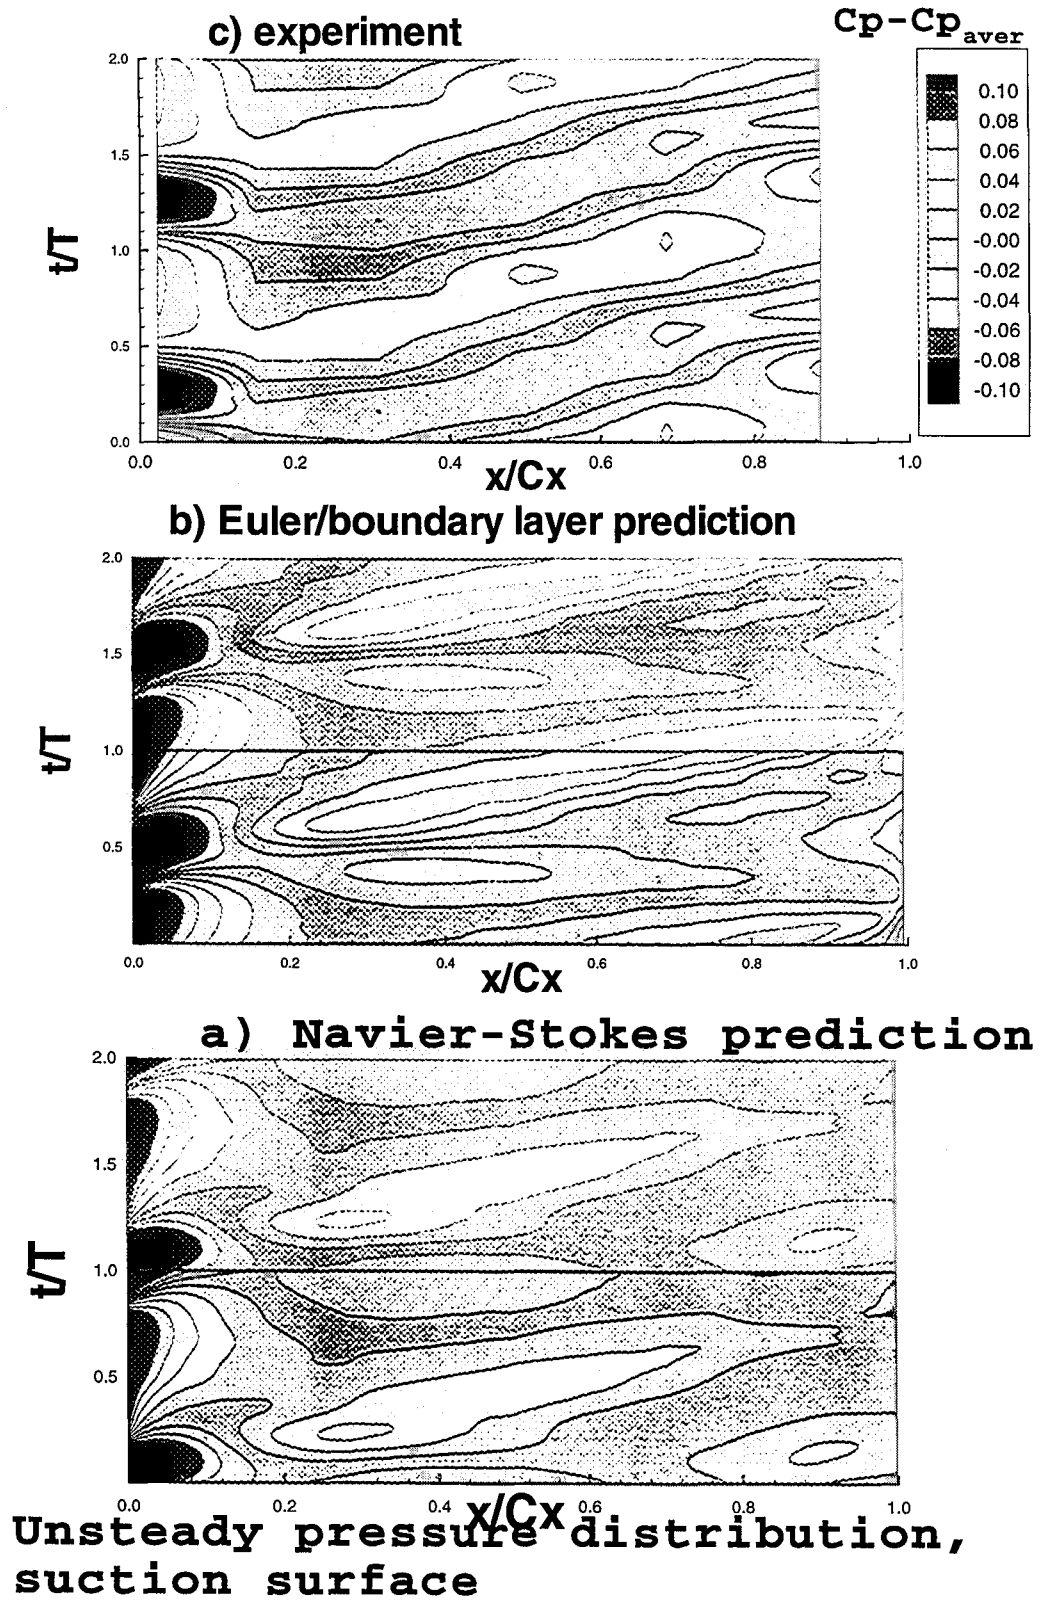 c) experiment
Cp-Cpaver
2.0
1.5
1.0
0.5
0.0
t/T
0.0 0.2 0.4 0.6 0.8 1.0
x/Cx
0.10
0.08
0.06
0.04
0.02
-0.00
-0.02
-0.04
-0.06
-0.08
-0.10
b) Euler/boundary layer prediction
2.0
1.5
1.0
0.5
t/T
0.0 0.2 0.4 0.6 0.8 1.0
x/Cx
a) Navier-Stokes prediction
2.0
1.5
1.0
0.5
t/T
0.0 0.2 0.4 0.6 0.8 1.0
x/Cx
Unsteady pressure distribution,
suction surface